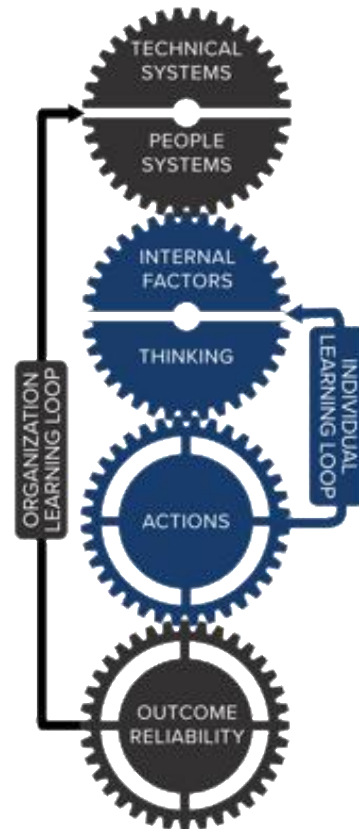 TECHNICAL
SYSTEMS
PEOPLE
SYSTEMS
INTERNAL
FACTORS
THINKING
ORGANIZATION
LEARNING LOOP
INDIVIDUAL
LEARNING LOOP
ACTIONS
OUTCOME
RELIABILITY